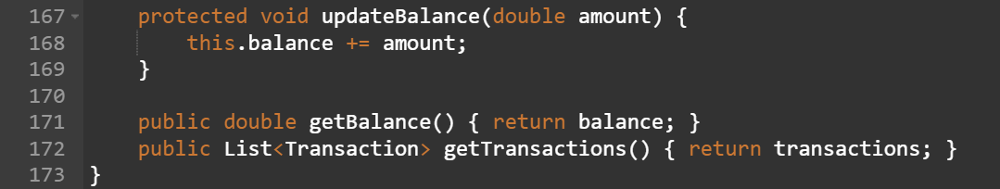 167 protected void updateBalance(double amount) {
168 this.balance += amount;
169 }
170
171 public double getBalance() { return balance; }
172 public List<Transaction> getTransactions() { return transactions; }
173 }